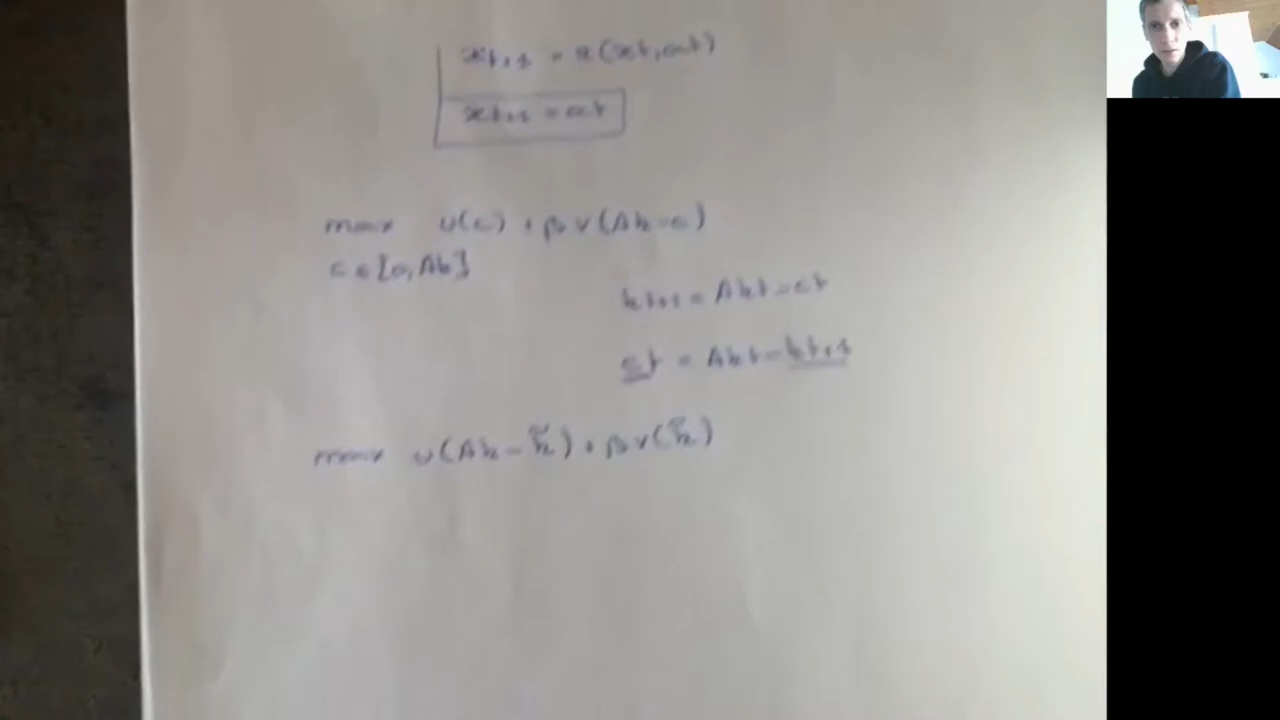 x_{t+1} = x(x_t, a_t)
x_{t+1} = a_t
max u(c) + βv(Ak-c)
c∈[0,Ak]
k_{t+1} = Ak_t - c_t
c_t = Ak_t - k_{t+1}
max u(Ak - k̃) + βv(k̃)